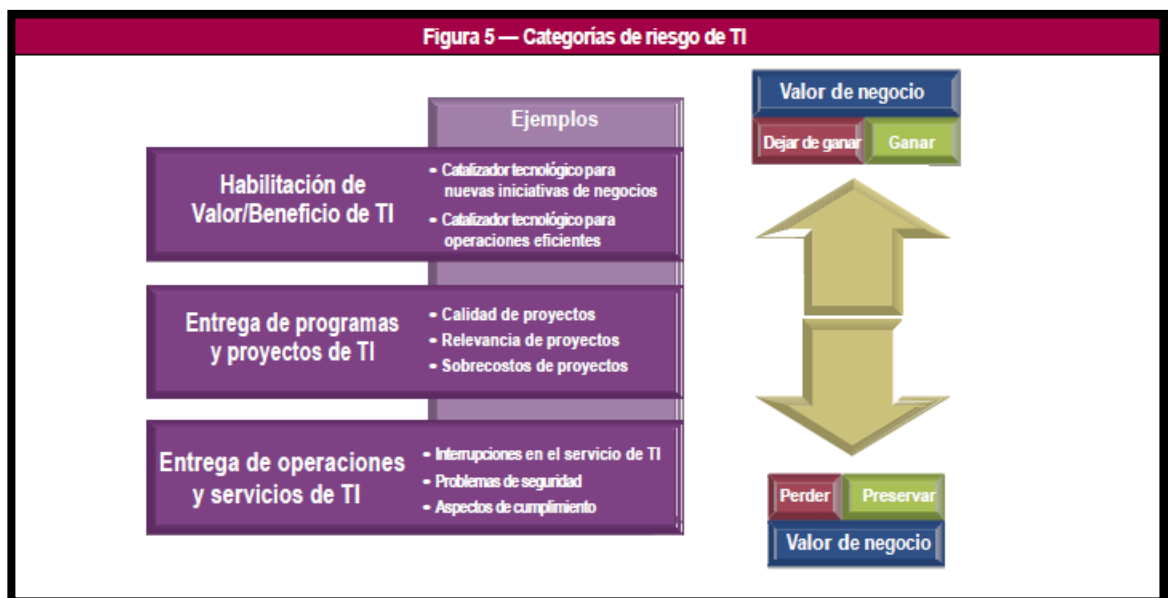 Figura 5 — Categorías de riesgo de TI
Ejemplos
Habilitación de
Valor/Beneficio de TI
• Catalizador tecnológico para
nuevas iniciativas de negocios
• Catalizador tecnológico para
operaciones eficientes
Entrega de programas
y proyectos de TI
• Calidad de proyectos
• Relevancia de proyectos
• Sobrecostos de proyectos
Entrega de operaciones
y servicios de TI
• Interrupciones en el servicio de TI
• Problemas de seguridad
• Aspectos de cumplimiento
Valor de negocio
Dejar de ganar
Ganar
Perder
Preservar
Valor de negocio